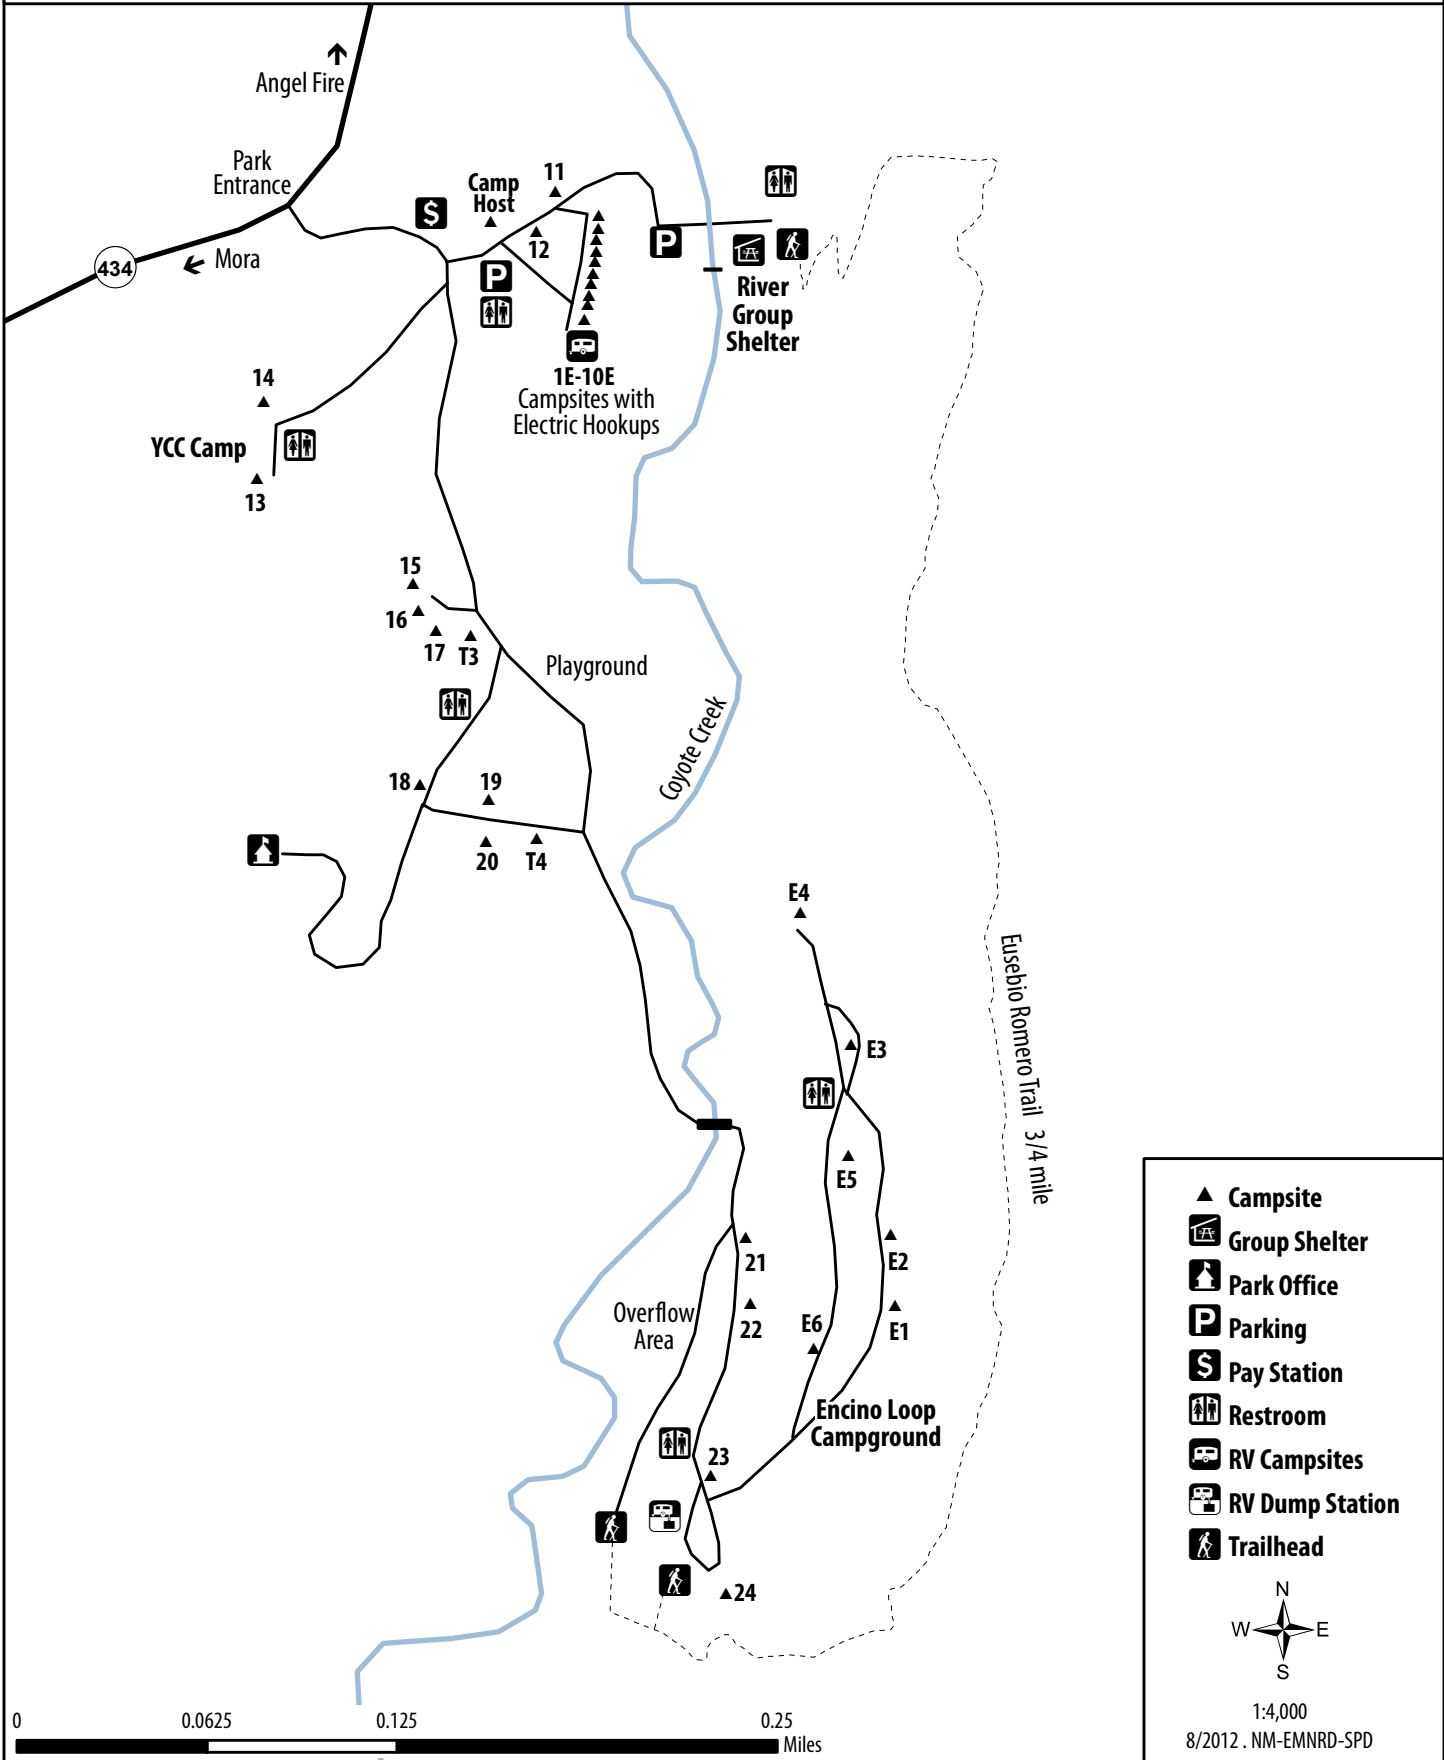 Angel Fire
Park
Entrance
434
Mora
$
Camp
Host
11
12
P
P
River
Group
Shelter
1E-10E
Campsites with
Electric Hookups
14
YCC Camp
13
15
16
17
T3
Playground
Coyote Creek
18
19
20
T4
E4
E3
Eusebio Romero Trail 3/4 mile
E5
E2
E1
E6
21
22
Overflow
Area
Encino Loop
Campground
23
24
Campsite
Group Shelter
Park Office
P Parking
$ Pay Station
Restroom
RV Campsites
RV Dump Station
Trailhead
N
W E
S
1:4,000
8/2012 . NM-EMNRD-SPD
0 0.0625 0.125 0.25
Miles